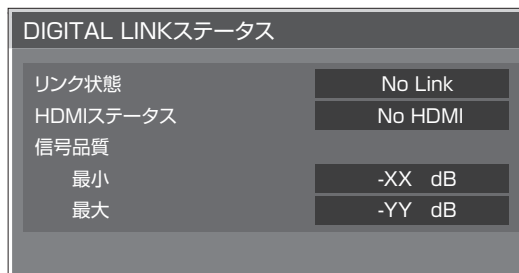 DIGITAL LINKステータス
リンク状態 No Link
HDMIステータス No HDMI
信号品質
最小 -XX dB
最大 -YY dB